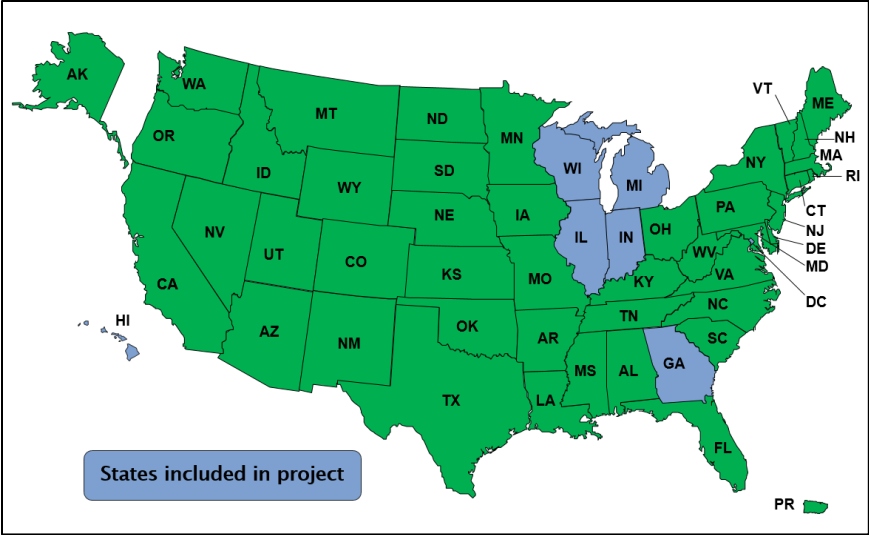 AK
WA
MT
ND
MN
VT
ME
OR
ID
WY
SD
WI
MI
NY
NH
MA
RI
NE
IA
PA
CT
NV
UT
CO
KS
MO
IL
IN
OH
WV
VA
NJ
DE
MD
DC
CA
KY
HI
AZ
NM
OK
AR
TN
NC
SC
TX
LA
MS
AL
GA
FL
States included in project
PR